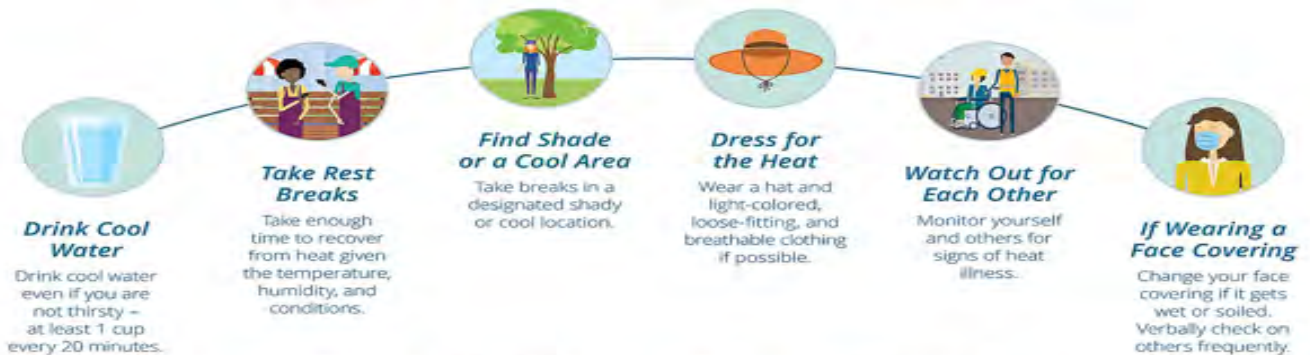 Drink Cool
Water
Drink cool water
even if you are
not thirsty –
at least 1 cup
every 20 minutes.
Take Rest
Breaks
Take enough
time to recover
from heat given
the temperature,
humidity, and
conditions.
Find Shade
or a Cool Area
Take breaks in a
designated shady
or cool location.
Dress for
the Heat
Wear a hat and
light-colored,
loose-fitting, and
breathable clothing
if possible.
Watch Out for
Each Other
Monitor yourself
and others for
signs of heat
illness.
If Wearing a
Face Covering
Change your face
covering if it gets
wet or soiled.
Verbally check on
others frequently.